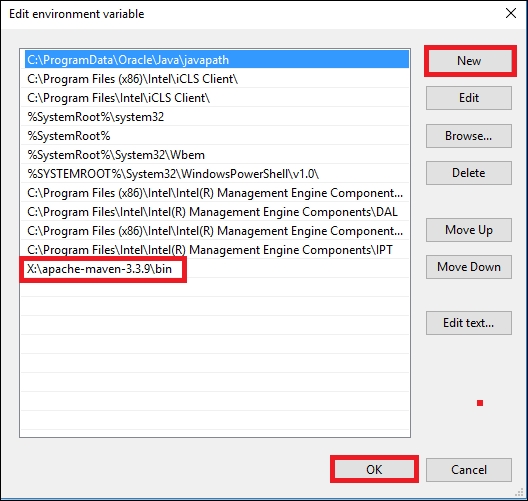 Edit environment variable
C:\ProgramData\Oracle\Java\javapath
C:\Program Files (x86)\Intel\iCLS Client\
C:\Program Files\Intel\iCLS Client\
%SystemRoot%\system32
%SystemRoot%
%SystemRoot%\System32\Wbem
%SYSTEMROOT%\System32\WindowsPowerShell\v1.0\
C:\Program Files (x86)\Intel\Intel(R) Management Engine Componen...
C:\Program Files\Intel\Intel(R) Management Engine Components\DAL
C:\Program Files (x86)\Intel\Intel(R) Management Engine Componen...
C:\Program Files\Intel\Intel(R) Management Engine Components\IPT
X:\apache-maven-3.3.9\bin
New
Edit
Browse...
Delete
Move Up
Move Down
Edit text...
OK
Cancel